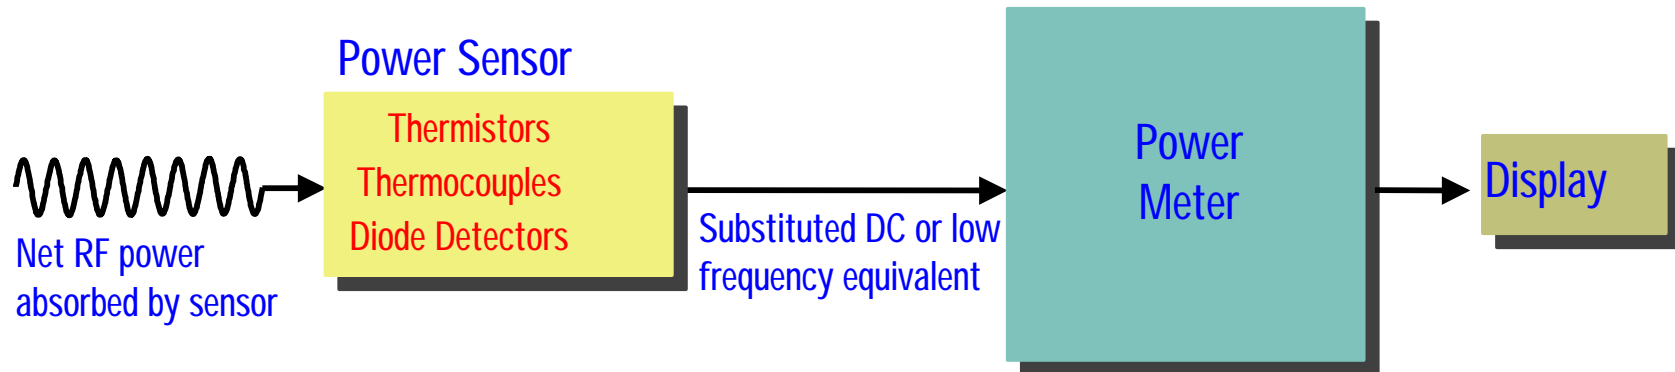 Power Sensor
Thermistors
Thermocouples
Diode Detectors
Net RF power
absorbed by sensor
Substituted DC or low
frequency equivalent
Power
Meter
Display